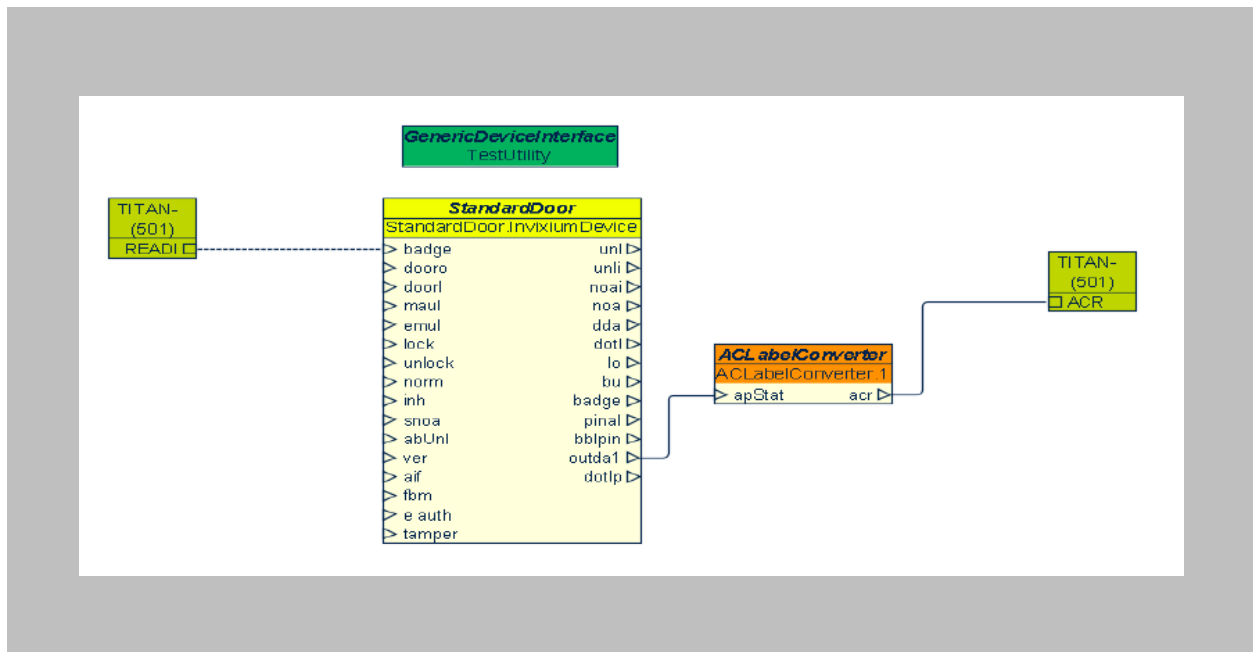 GenericDeviceInterface
TestUtility
TITAN-
(501)
READI
StandardDoor
StandardDoor.InvixiumDevice
badge unl
dooro unli
doorl noai
maul noa
emul dda
lock dotl
unlock lo
norm bu
inh badge
snoa pinal
abUnl bblpin
ver outda1
aif dotlp
fbm
e auth
tamper
ACLabelConverter
ACLabelConverter.1
apStat acr
TITAN-
(501)
ACR